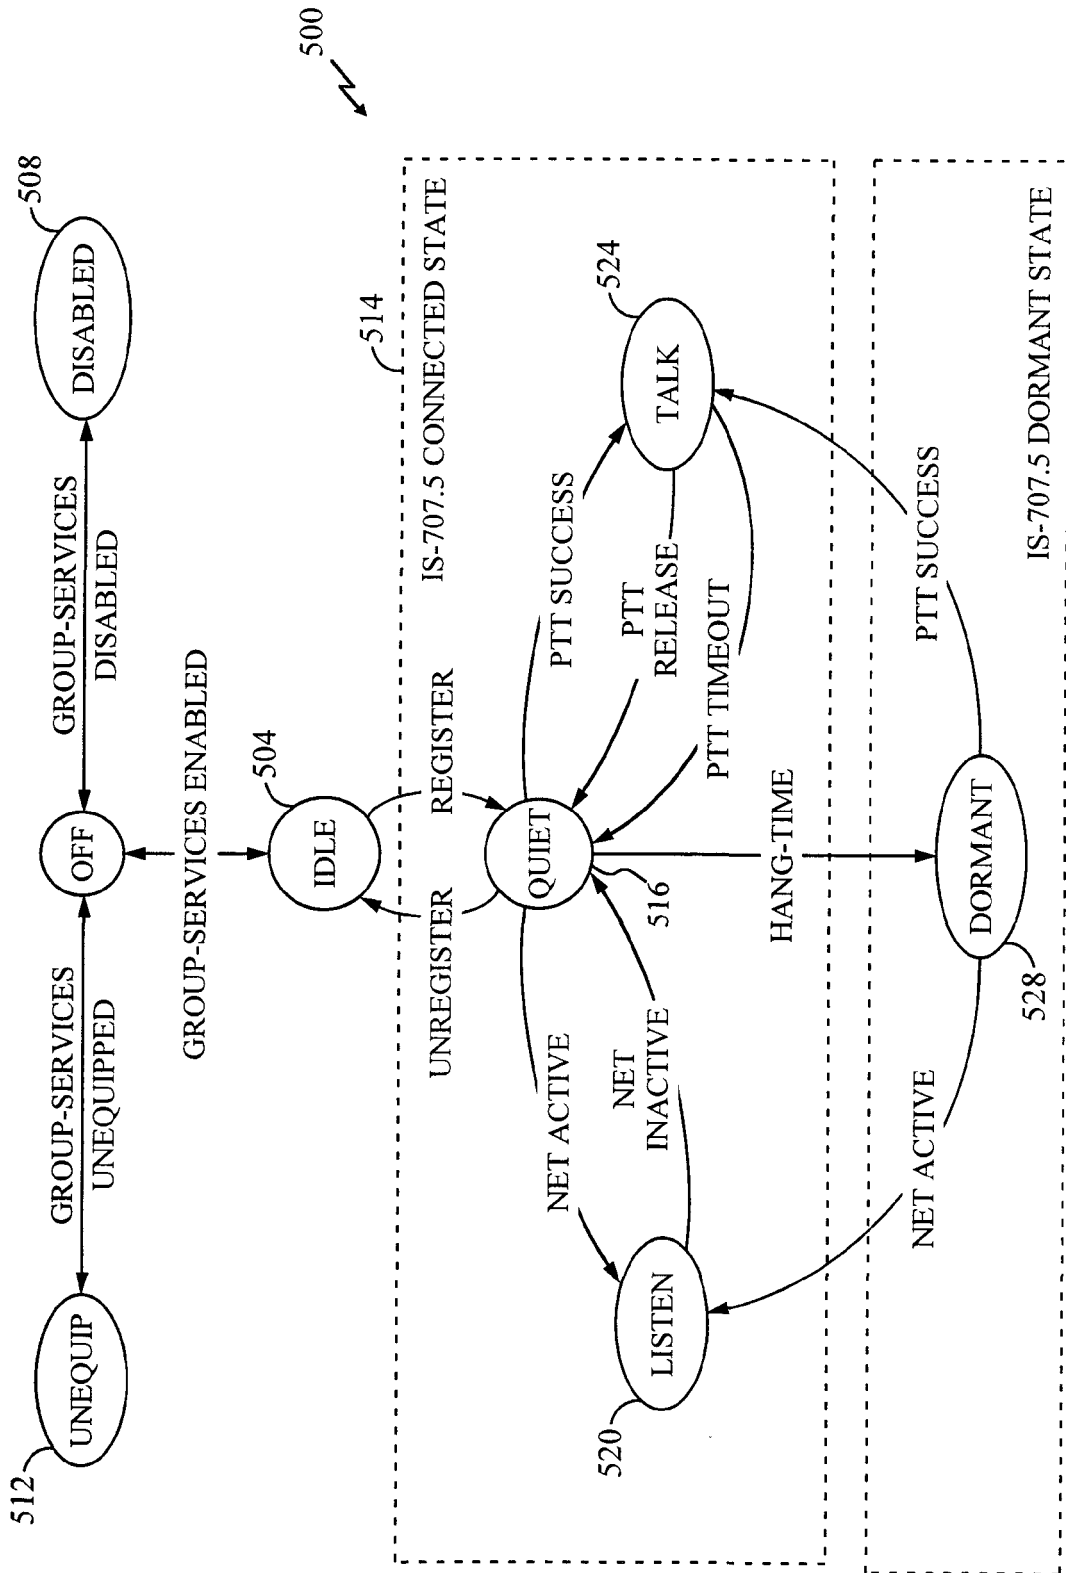 500
512
UNEQUIP
GROUP-SERVICES
UNEQUIPPED
OFF
GROUP-SERVICES
DISABLED
DISABLED
508
GROUP-SERVICES ENABLED
IDLE
504
UNREGISTER
REGISTER
514
IS-707.5 CONNECTED STATE
QUIET
516
NET ACTIVE
NET
INACTIVE
LISTEN
520
PTT SUCCESS
PTT
RELEASE
PTT TIMEOUT
TALK
524
HANG-TIME
DORMANT
528
NET ACTIVE
PTT SUCCESS
IS-707.5 DORMANT STATE